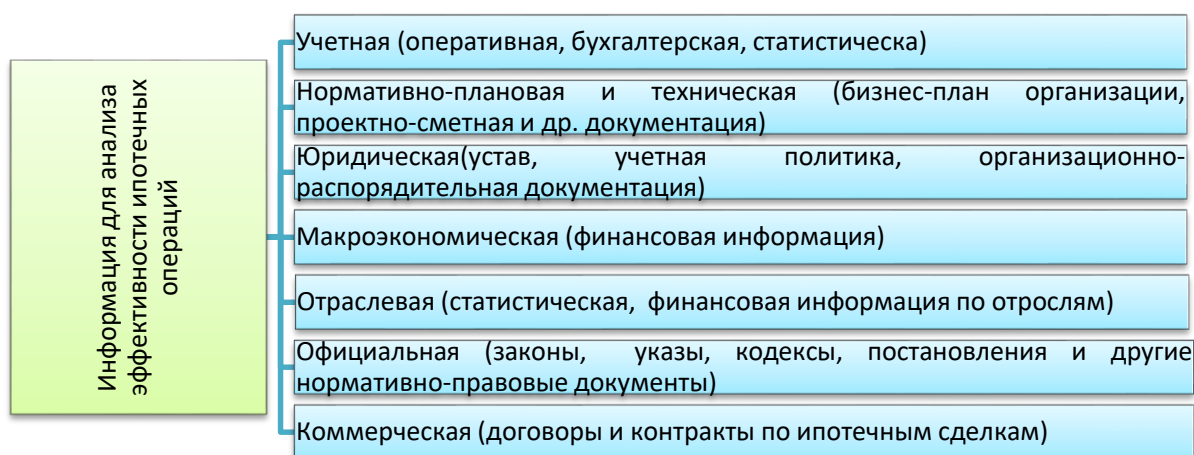 Информация для анализа
эффективности ипотечных
операций
Учетная (оперативная, бухгалтерская, статистическа)
Нормативно-плановая и техническая (бизнес-план организации,
проектно-сметная и др. документация)
Юридическая(устав, учетная политика, организационно-
распорядительная документация)
Макроэкономическая (финансовая информация)
Отраслевая (статистическая, финансовая информация по отрослям)
Официальная (законы, указы, кодексы, постановления и другие
нормативно-правовые документы)
Коммерческая (договоры и контракты по ипотечным сделкам)